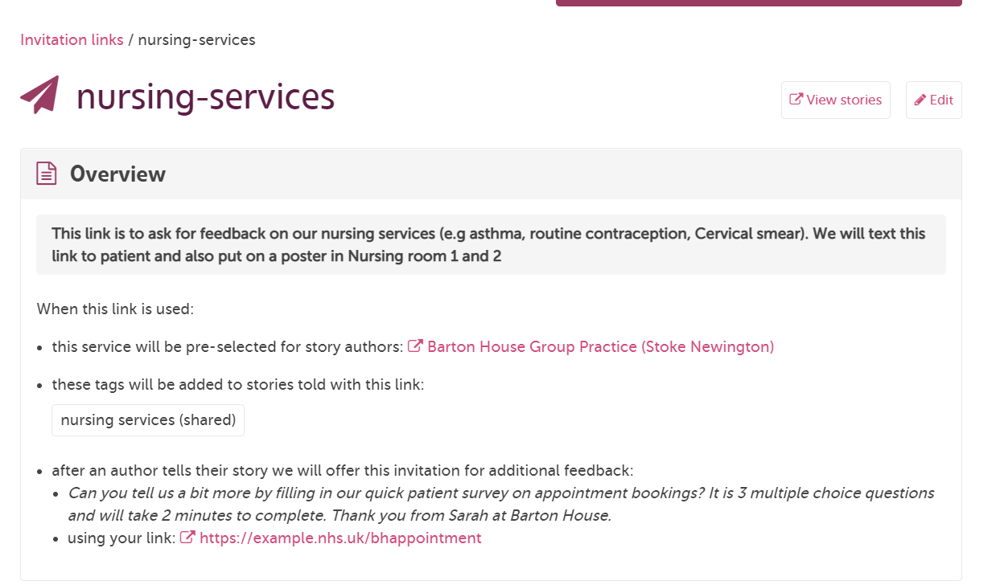 Invitation links / nursing-services
nursing-services
View stories
Edit
Overview
This link is to ask for feedback on our nursing services (e.g asthma, routine contraception, Cervical smear). We will text this
link to patient and also put on a poster in Nursing room 1 and 2
When this link is used:
• this service will be pre-selected for story authors: Barton House Group Practice (Stoke Newington)
• these tags will be added to stories told with this link:
nursing services (shared)
• after an author tells their story we will offer this invitation for additional feedback:
• Can you tell us a bit more by filling in our quick patient survey on appointment bookings? It is 3 multiple choice questions
and will take 2 minutes to complete. Thank you from Sarah at Barton House.
• using your link: https://example.nhs.uk/bhappointment